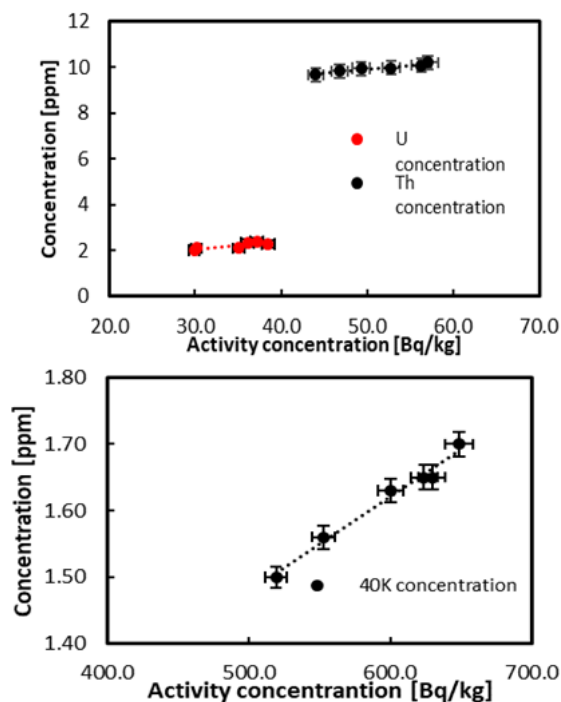 12
10
8
6
4
2
0
Concentration [ppm]
U
concentration
Th
concentration
20.0 30.0 40.0 50.0 60.0 70.0
Activity concentration [Bq/kg]
1.80
1.70
1.60
1.50
1.40
Concentration [ppm]
40K concentration
400.0 500.0 600.0 700.0
Activity concentrantion [Bq/kg]